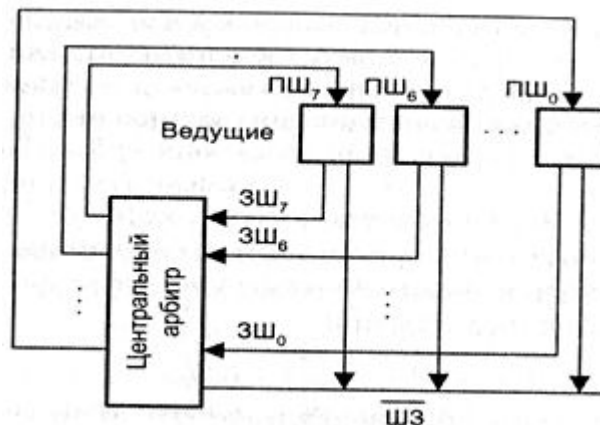 ПШ₇ ПШ₆ ПШ₀
Ведущие
ЗШ₇
ЗШ₆
ЗШ₀
Центральный
арбитр
ШЗ